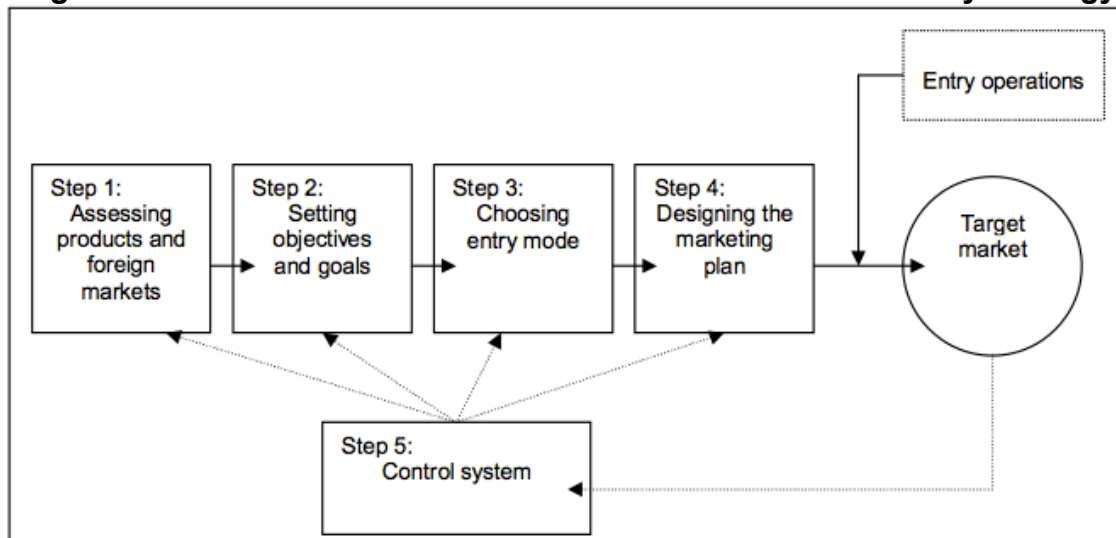 Entry operations
Step 1:
Assessing
products and
foreign
markets
Step 2:
Setting
objectives
and goals
Step 3:
Choosing
entry mode
Step 4:
Designing the
marketing
plan
Target
market
Step 5:
Control system